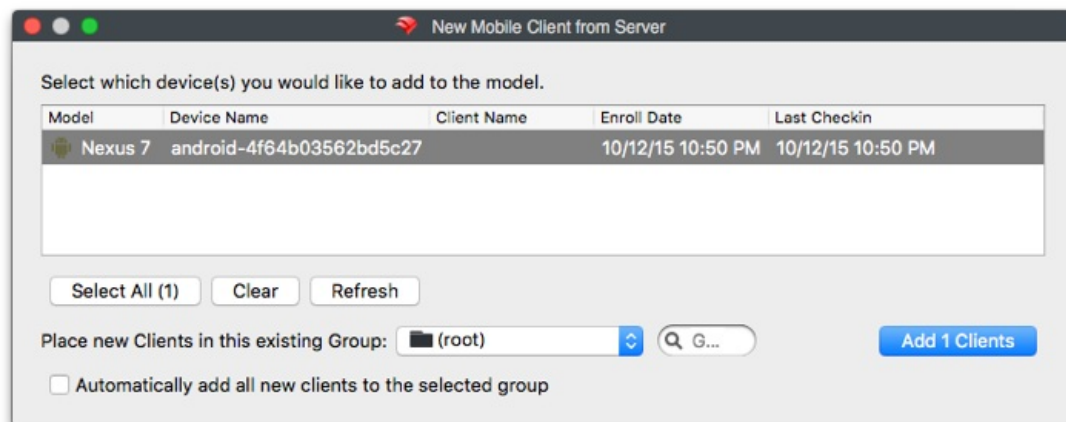 New Mobile Client from Server
Select which device(s) you would like to add to the model.
Model Device Name Client Name Enroll Date Last Checkin
Nexus 7 android-4f64b03562bd5c27 10/12/15 10:50 PM 10/12/15 10:50 PM
Select All (1) Clear Refresh
Place new Clients in this existing Group: (root) G... Add 1 Clients
Automatically add all new clients to the selected group